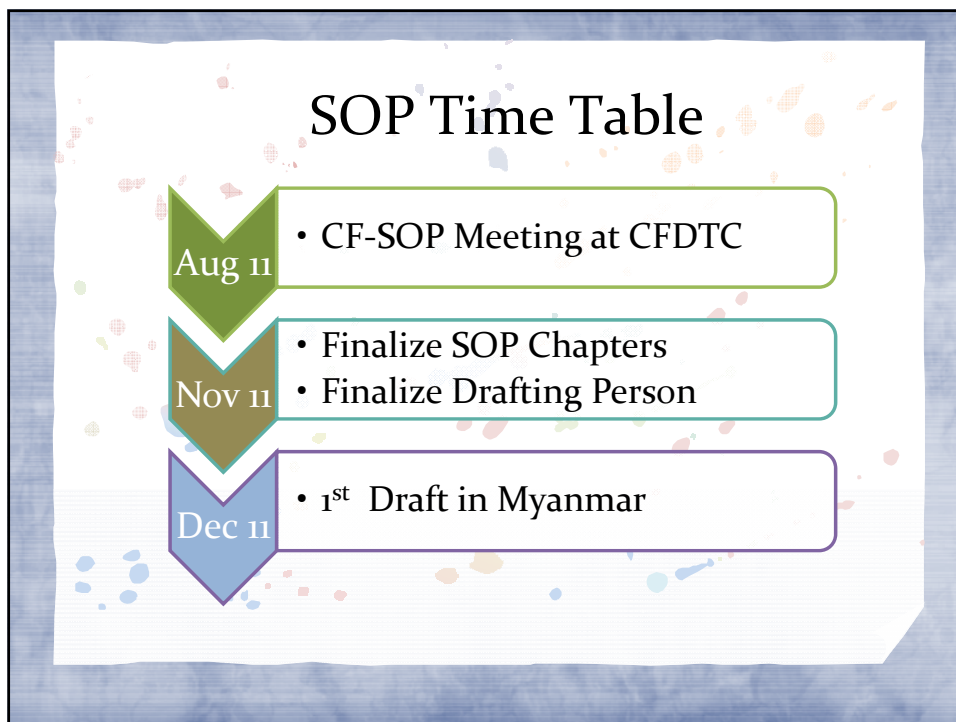 SOP Time Table
Aug 11
• CF-SOP Meeting at CFDTC
Nov 11
• Finalize SOP Chapters
• Finalize Drafting Person
Dec 11
• 1st Draft in Myanmar